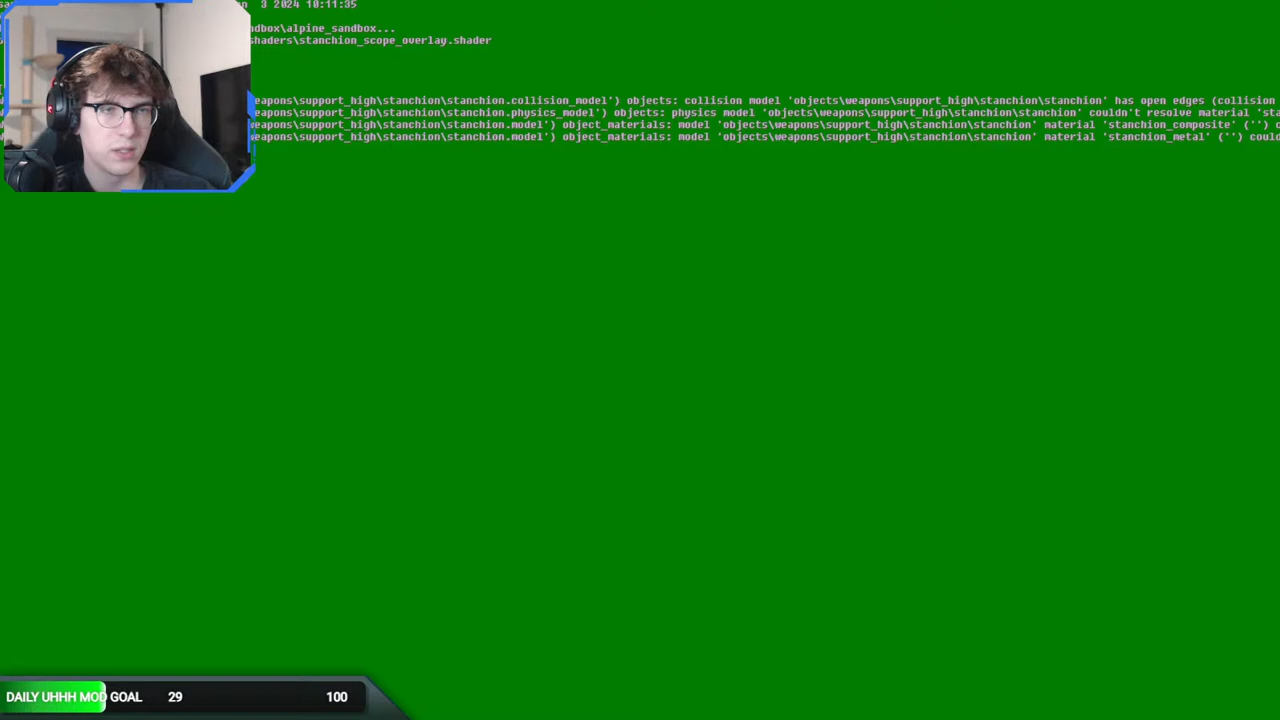 3 2024 10:11:35
ndbox\alpine_sandbox...
shaders\stanchion_scope_overlay.shader
eapons\support_high\stanchion\stanchion.collision_model') objects: collision model 'objects\weapons\support_high\stanchion\stanchion' has open edges (collision
eapons\support_high\stanchion\stanchion.physics_model') objects: physics model 'objects\weapons\support_high\stanchion\stanchion' couldn't resolve material 'sta
eapons\support_high\stanchion\stanchion.model') object_materials: model 'objects\weapons\support_high\stanchion\stanchion' material 'stanchion_composite' ('') c
eapons\support_high\stanchion\stanchion.model') object_materials: model 'objects\weapons\support_high\stanchion\stanchion' material 'stanchion_metal' ('') could
DAILY UHHH MOD GOAL 29 100